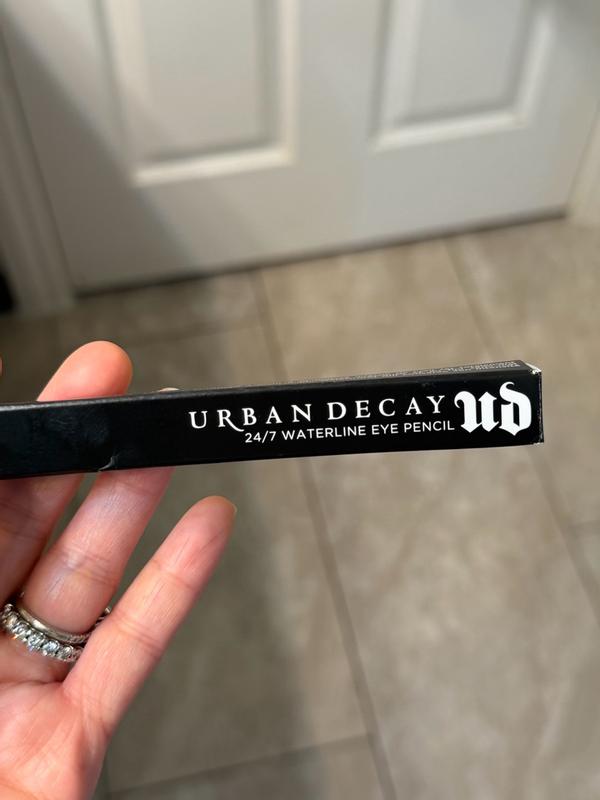 URBAN DECAY
24/7 WATERLINE EYE PENCIL
ud